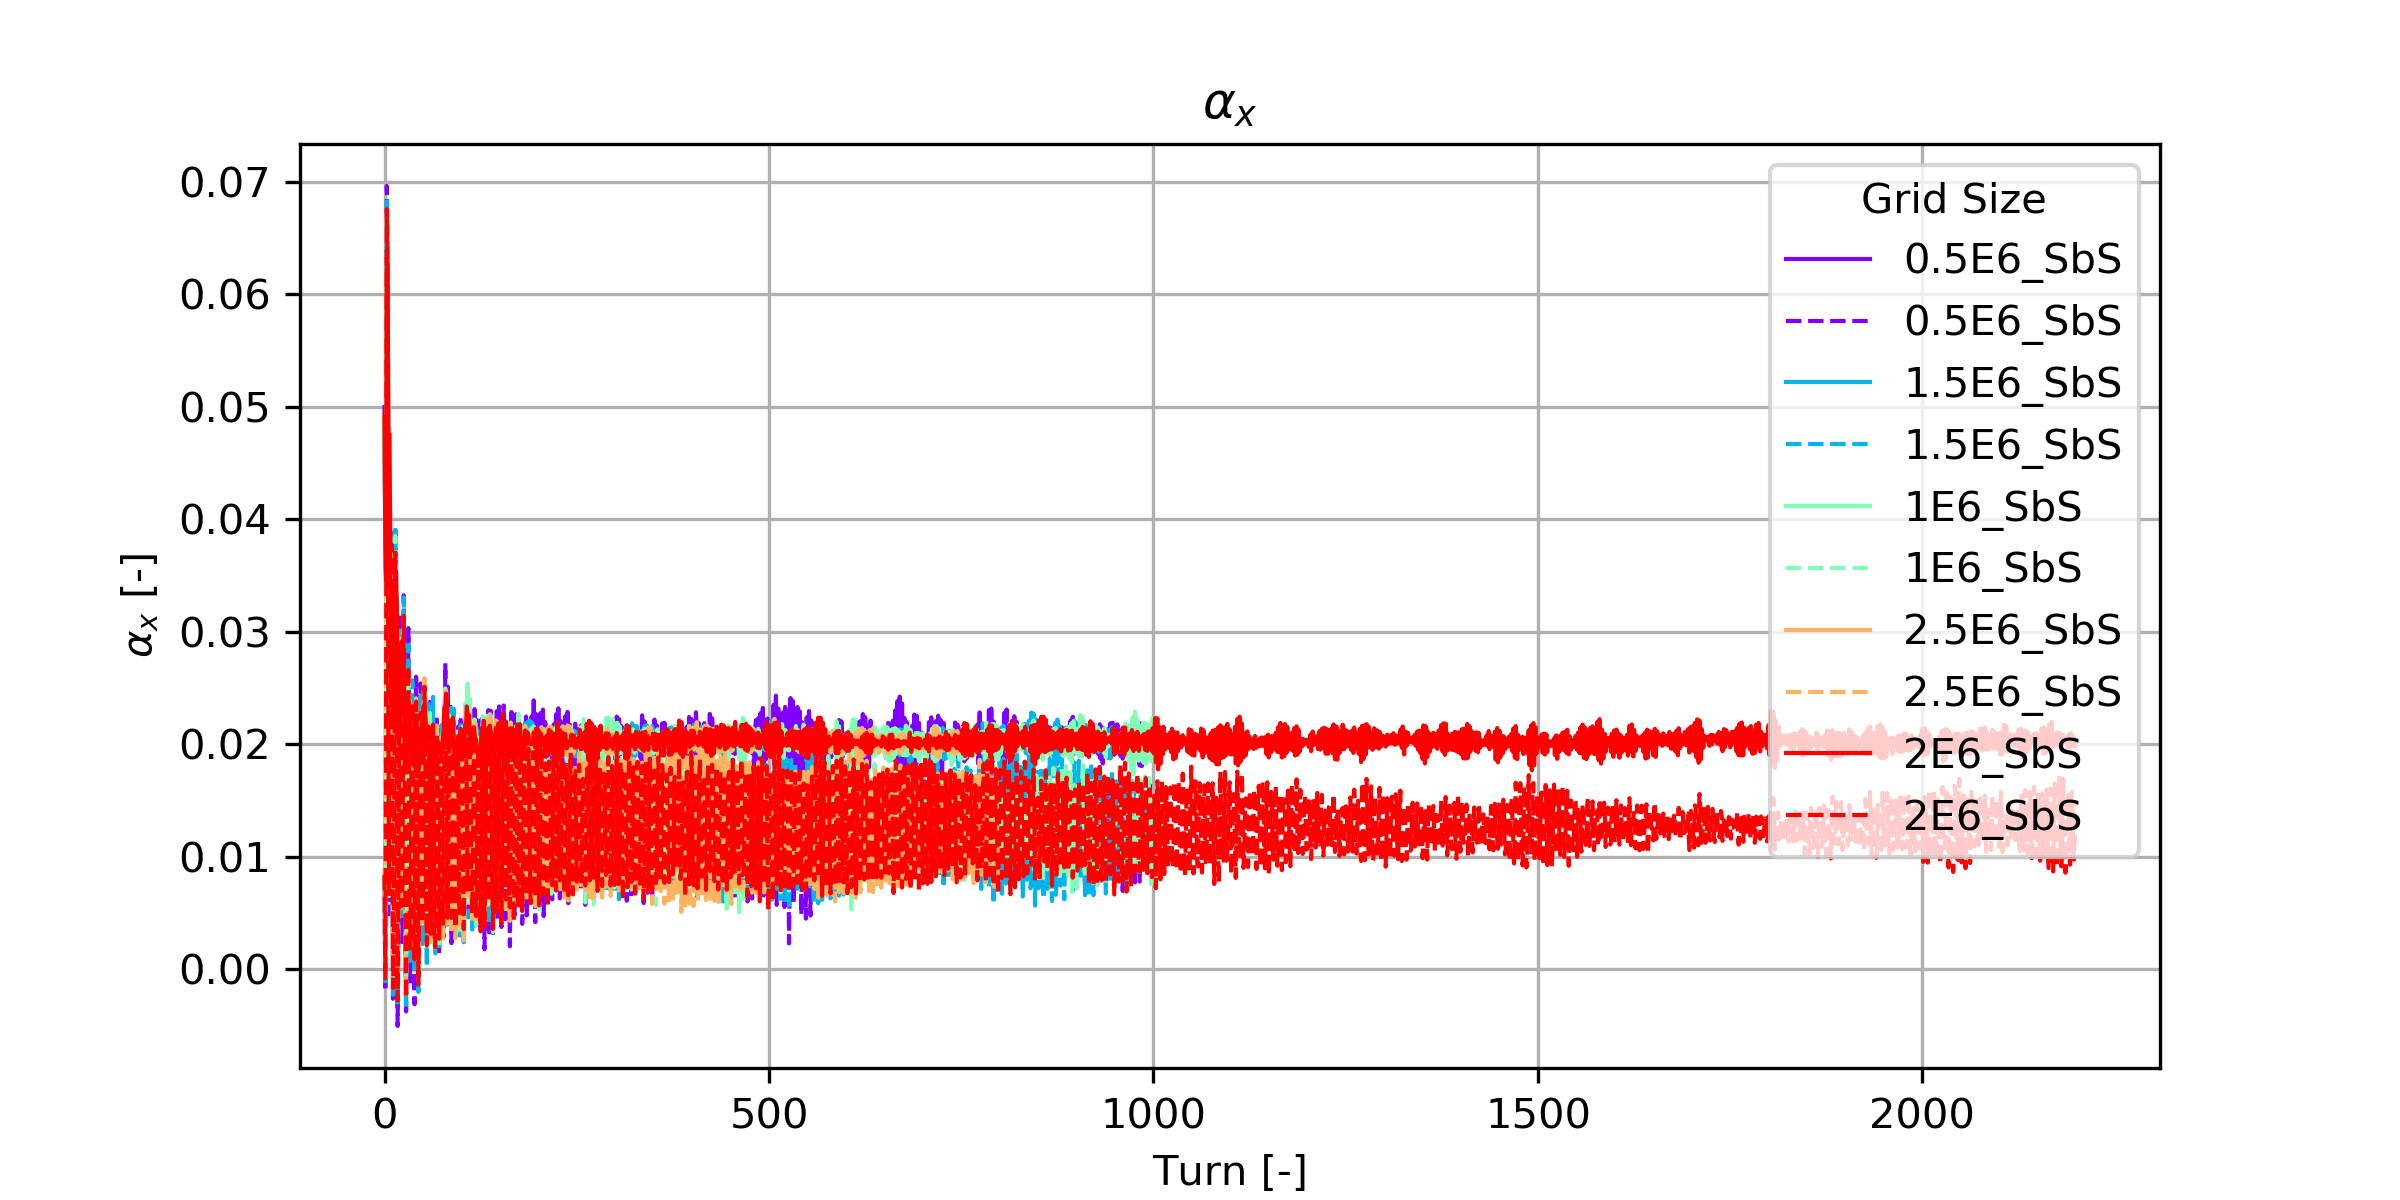 αx
0.07
0.06
0.05
0.04
0.03
0.02
0.01
0.00
αx [-]
0
500
1000
1500
2000
Turn [-]
Grid Size
0.5E6_SbS
0.5E6_SbS
1.5E6_SbS
1.5E6_SbS
1E6_SbS
1E6_SbS
2.5E6_SbS
2.5E6_SbS
2E6_SbS
2E6_SbS